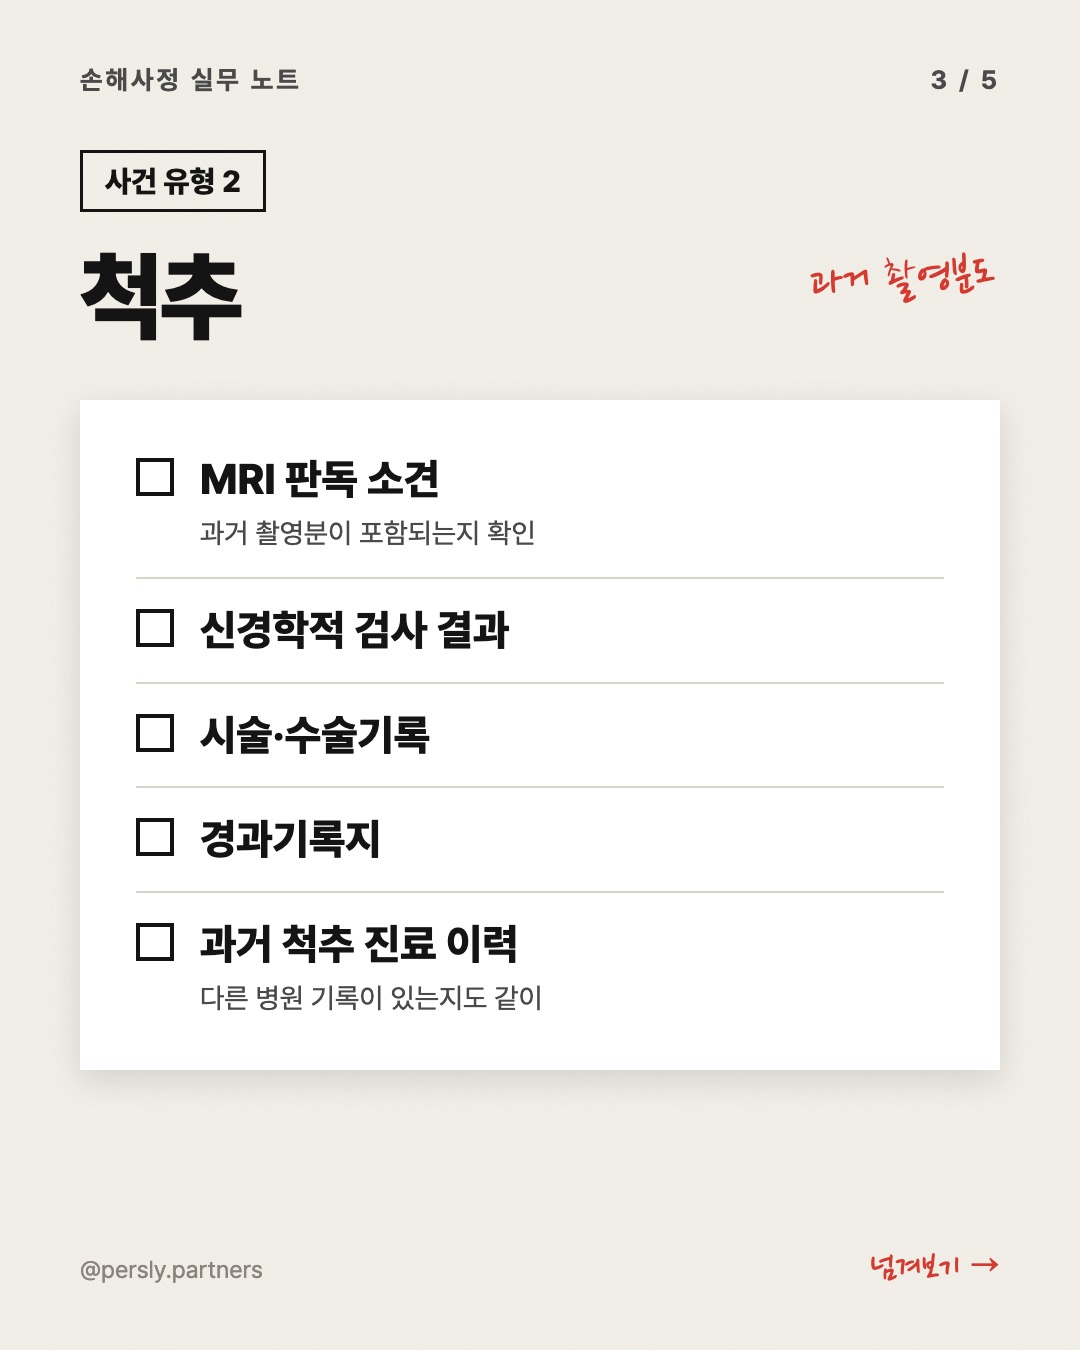 손해사정 실무 노트
3 / 5
사건 유형 2
척추
과거 촬영분도
MRI 판독 소견
과거 촬영분이 포함되는지 확인
신경학적 검사 결과
시술·수술기록
경과기록지
과거 척추 진료 이력
다른 병원 기록이 있는지도 같이
@persly.partners
넘겨보기 →